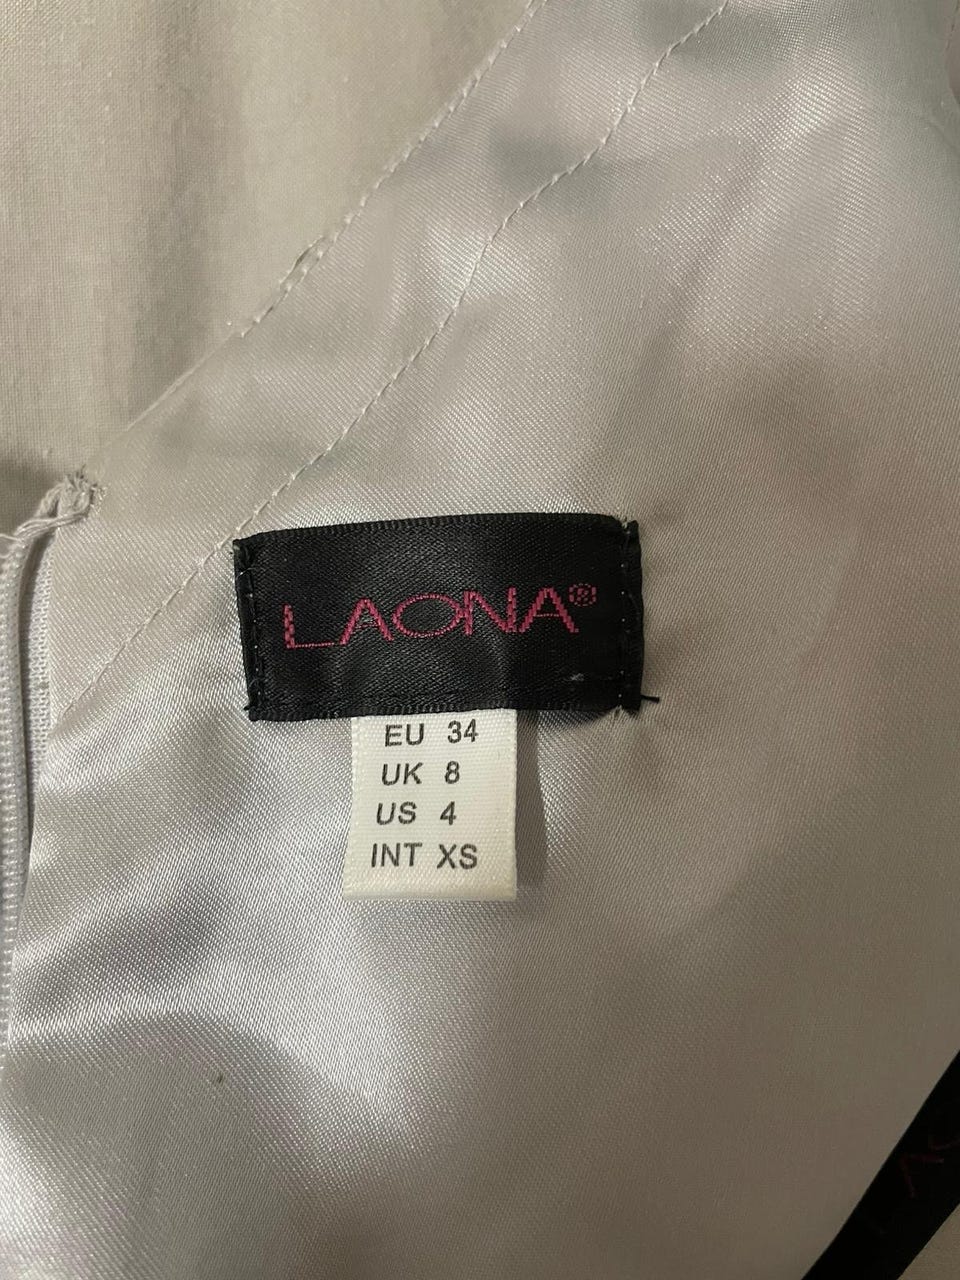 LAONA®
EU 34
UK 8
US 4
INT XS